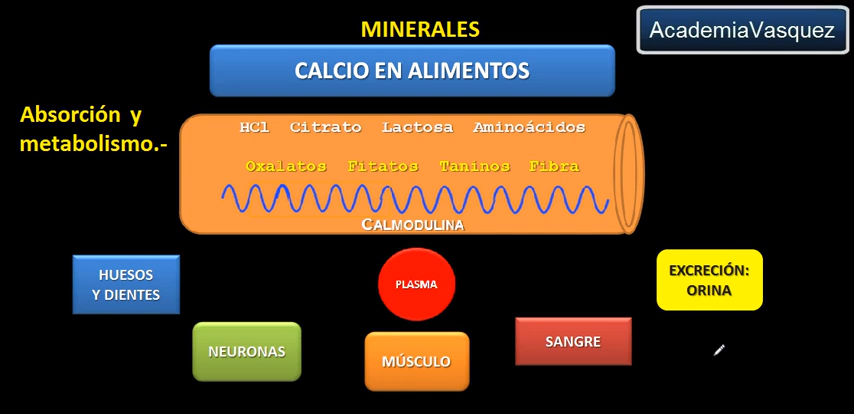 MINERALES
AcademiaVasquez
CALCIO EN ALIMENTOS
Absorción y
metabolismo.-
HCl Citrato Lactosa Aminoácidos
Oxalatos Fitatos Taninos Fibra
CALMODULINA
HUESOS
Y DIENTES
PLASMA
EXCRECIÓN:
ORINA
NEURONAS
MÚSCULO
SANGRE